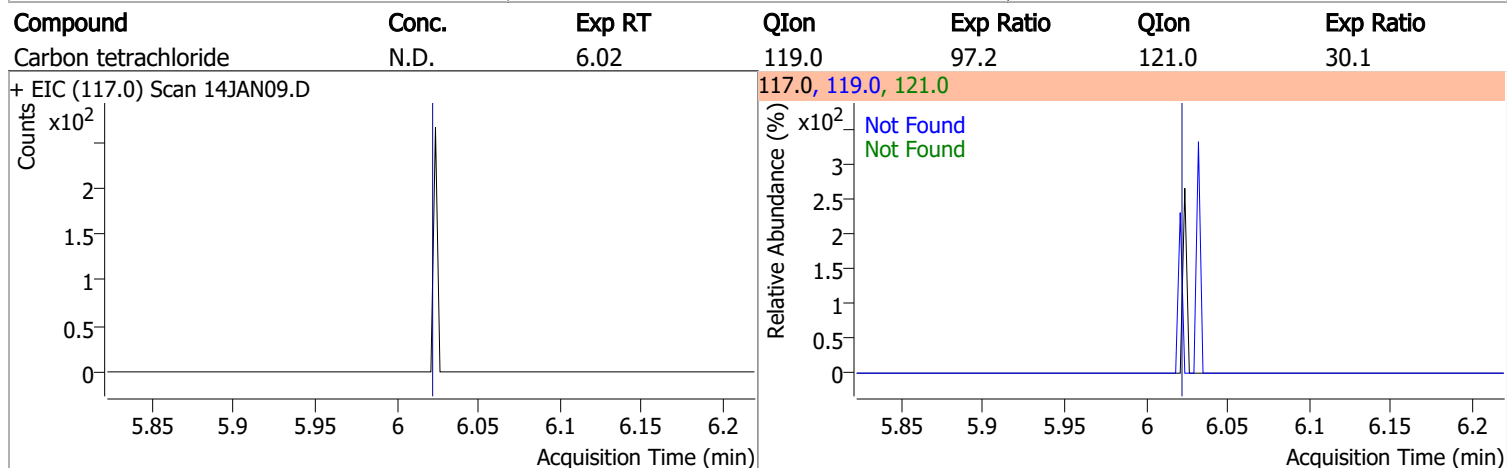 Compound Conc. Exp RT QIon Exp Ratio QIon Exp Ratio
Carbon tetrachloride N.D. 6.02 119.0 97.2 121.0 30.1
+ EIC (117.0) Scan 14JAN09.D
Counts
x10²
2
1.5
1
0.5
0
5.85 5.9 5.95 6 6.05 6.1 6.15 6.2
Acquisition Time (min)
117.0, 119.0, 121.0
Relative Abundance (%)
x10²
Not Found
Not Found
3
2.5
2
1.5
1
0.5
0
5.85 5.9 5.95 6 6.05 6.1 6.15 6.2
Acquisition Time (min)